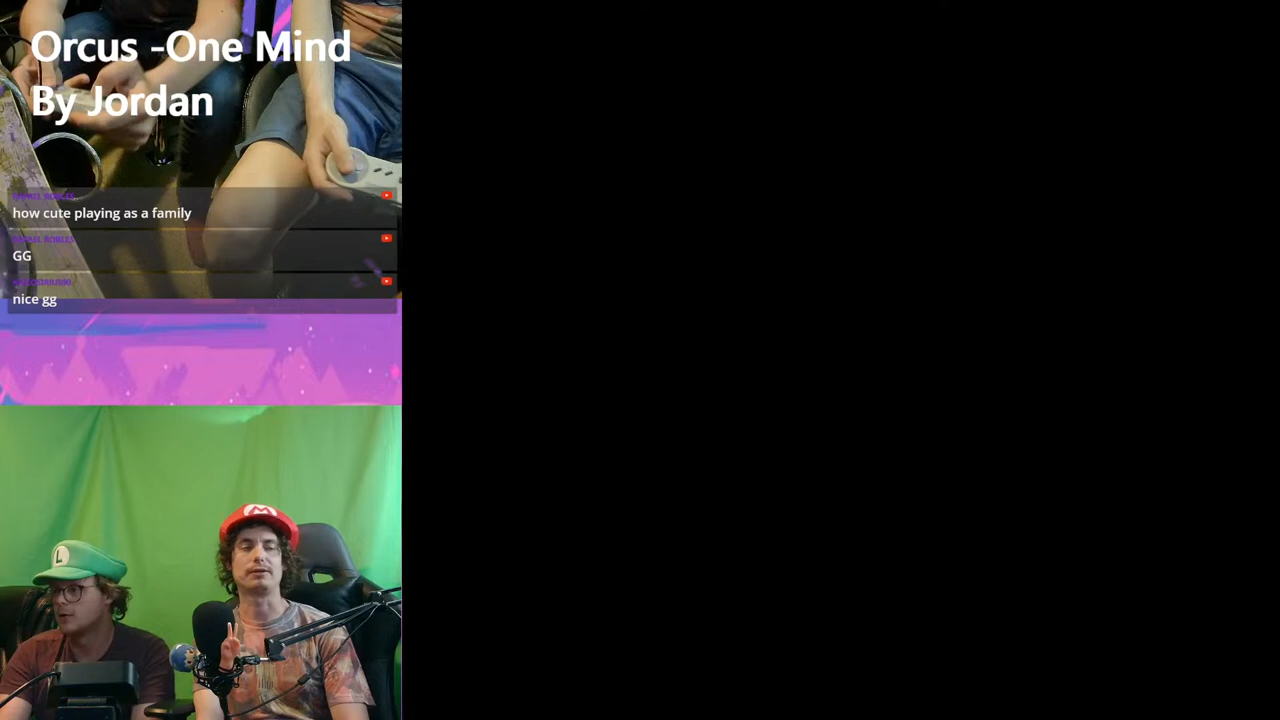 Orcus -One Mind
By Jordan
how cute playing as a family
GG
nice gg
L
M